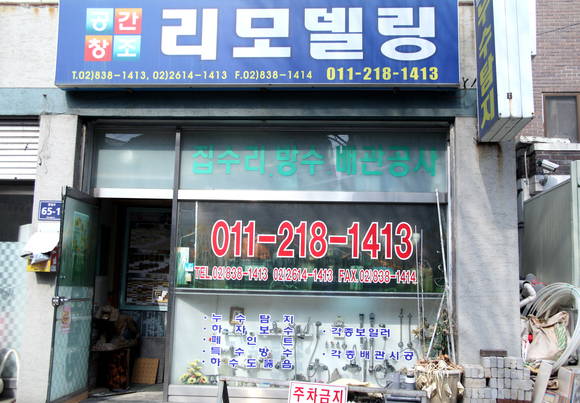 공간창조 리모델링
T.02)838-1413, 02)2614-1413 F.02)838-1414 011-218-1413
누수탐지
집수리, 방수 배관공사
65-1
011-218-1413
TEL.02)838-1413 02)2614-1413 FAX.02)838-1414
·누수탐지
·하자보수
·페인트
·특수방수
·하수도뚫음
·각종보일러
·각종배관시공
주차금지